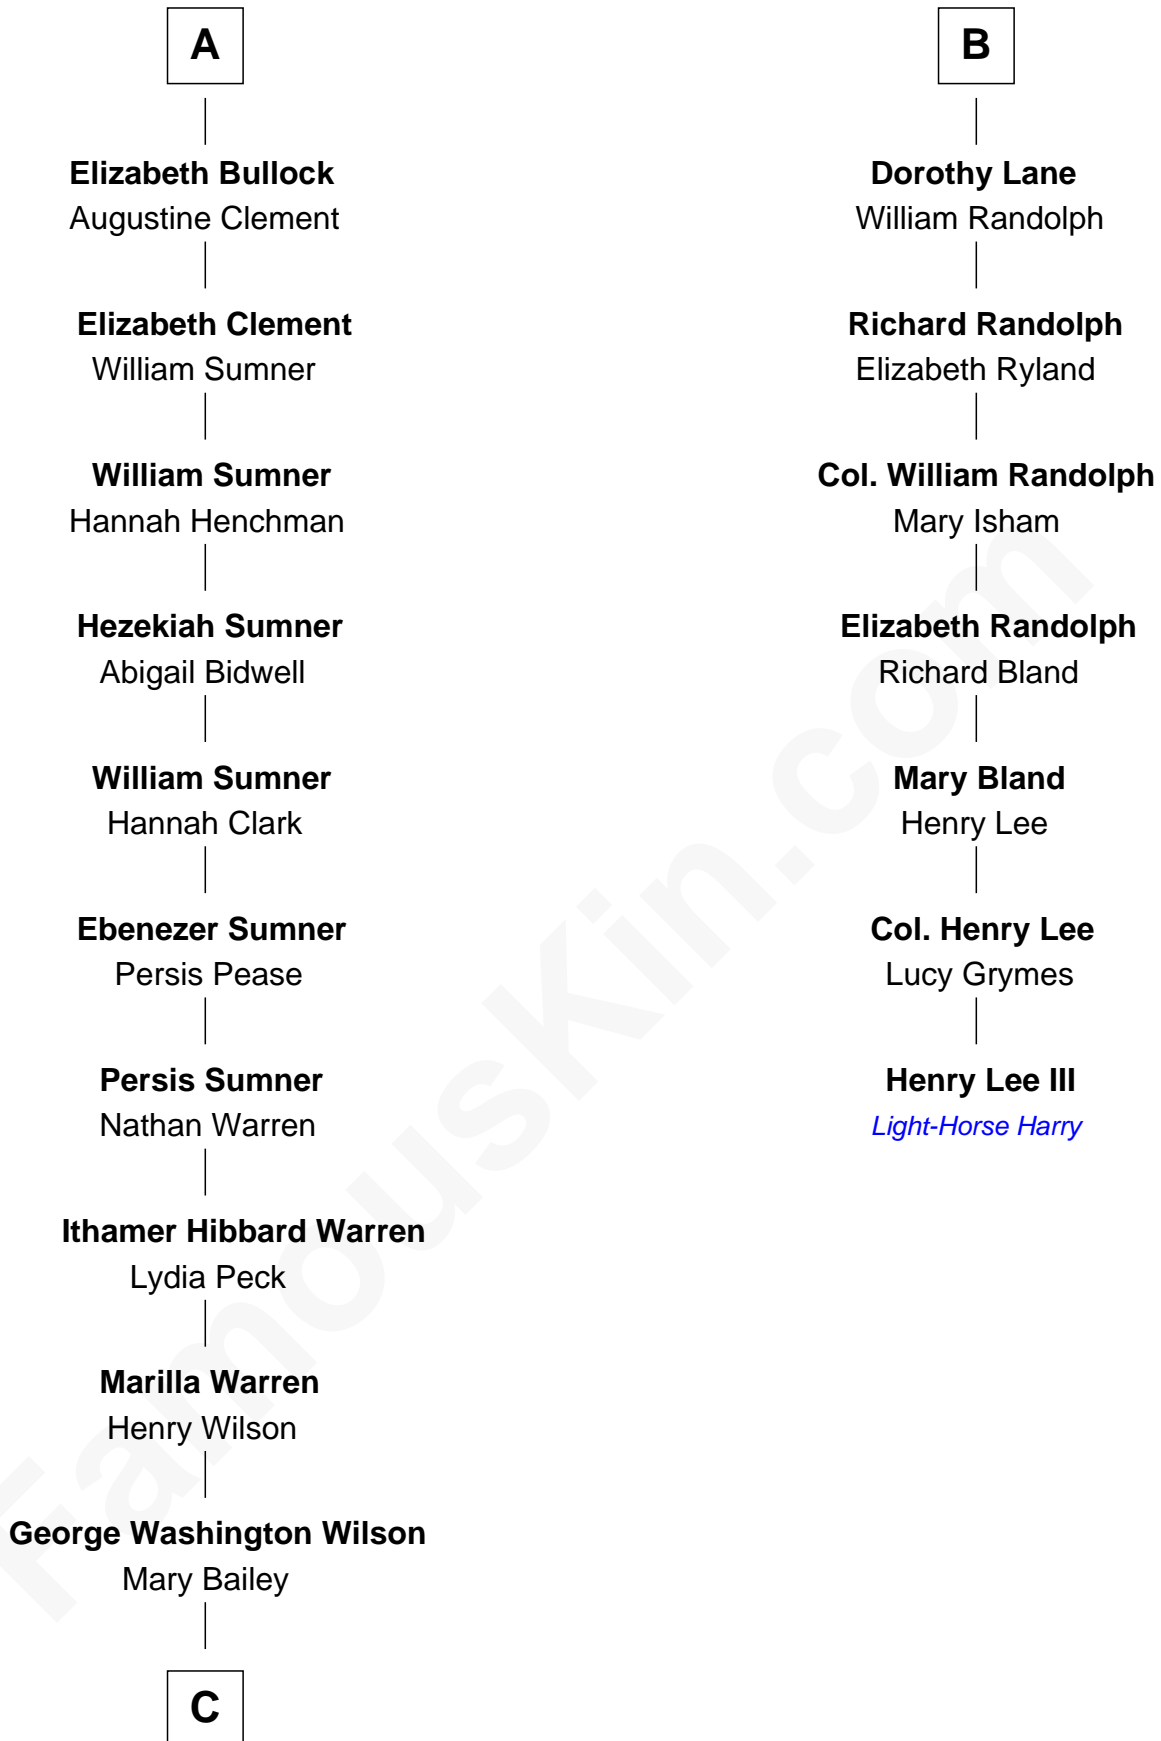 A
Elizabeth Bullock
Augustine Clement
Elizabeth Clement
William Sumner
William Sumner
Hannah Henchman
Hezekiah Sumner
Abigail Bidwell
William Sumner
Hannah Clark
Ebenezer Sumner
Persis Pease
Persis Sumner
Nathan Warren
Ithamer Hibbard Warren
Lydia Peck
Marilla Warren
Henry Wilson
George Washington Wilson
Mary Bailey
C
B
Dorothy Lane
William Randolph
Richard Randolph
Elizabeth Ryland
Col. William Randolph
Mary Isham
Elizabeth Randolph
Richard Bland
Mary Bland
Henry Lee
Col. Henry Lee
Lucy Grymes
Henry Lee III
Light-Horse Harry
FamousKin.com